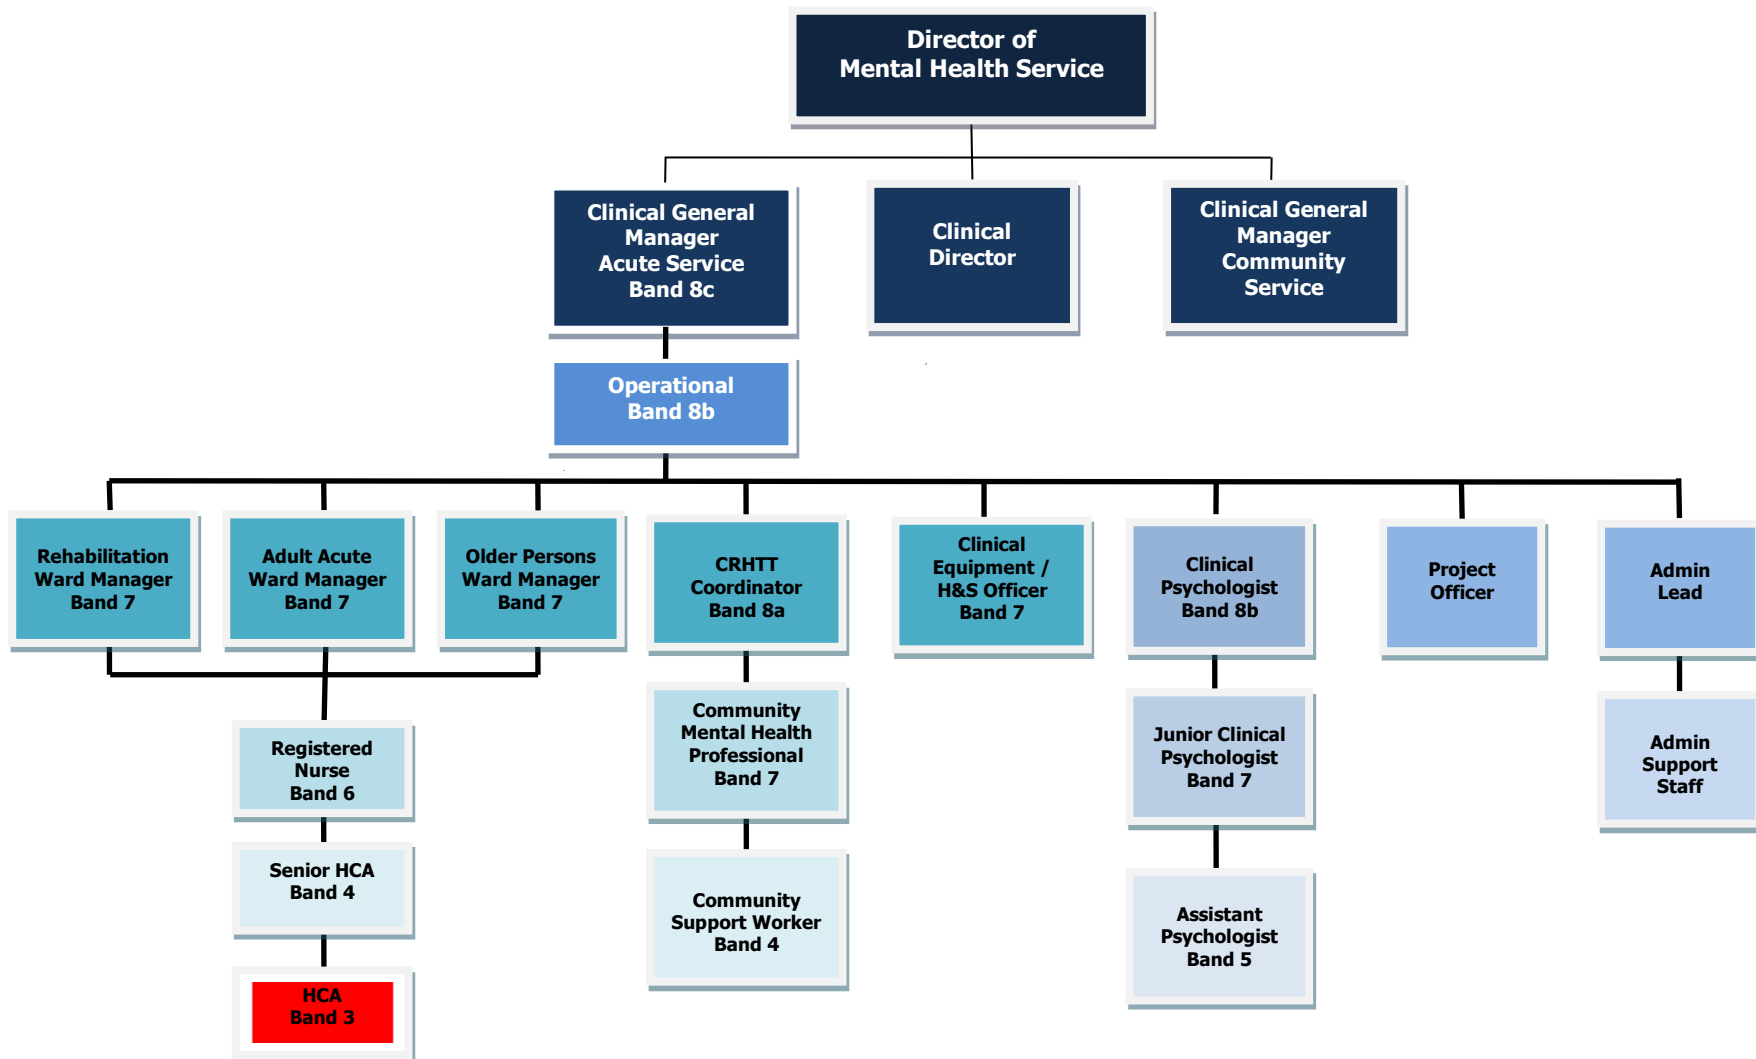 Director of
Mental Health Service
Clinical General
Manager
Acute Service
Band 8c
Clinical
Director
Clinical General
Manager
Community
Service
Operational
Band 8b
Rehabilitation
Ward Manager
Band 7
Adult Acute
Ward Manager
Band 7
Older Persons
Ward Manager
Band 7
CRHTT
Coordinator
Band 8a
Clinical
Equipment /
H&S Officer
Band 7
Clinical
Psychologist
Band 8b
Project
Officer
Admin
Lead
Registered
Nurse
Band 6
Community
Mental Health
Professional
Band 7
Junior Clinical
Psychologist
Band 7
Admin
Support
Staff
Senior HCA
Band 4
Community
Support Worker
Band 4
Assistant
Psychologist
Band 5
HCA
Band 3